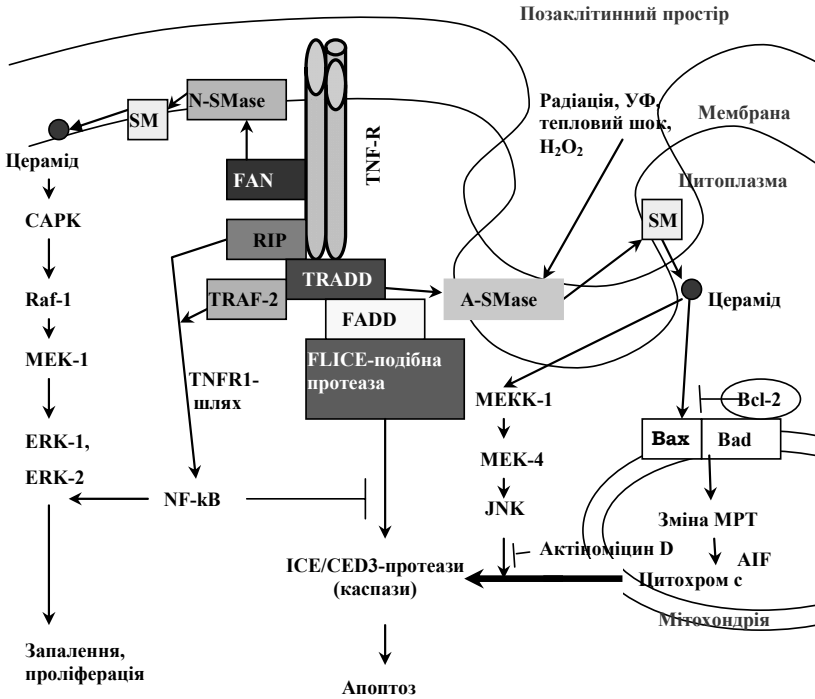 Позаклітинний простір
Радіація, УФ,
тепловий шок,
H₂O₂
Мембрана
Цитоплазма
N-SMase
SM
Церамід
TNF-R
FAN
SM
CAPK
RIP
TRADD
A-SMase
Церамід
Raf-1
TRAF-2
FADD
MEK-1
TNFR1-
шлях
FLICE-подібна
протеаза
MEKK-1
Bcl-2
ERK-1,
ERK-2
Bax
Bad
MEK-4
NF-kB
JNK
Зміна МРТ
Актіноміцин D
AIF
ICE/CED3-протеази
(каспази)
Цитохром с
Мітохондрія
Запалення,
проліферація
Апоптоз